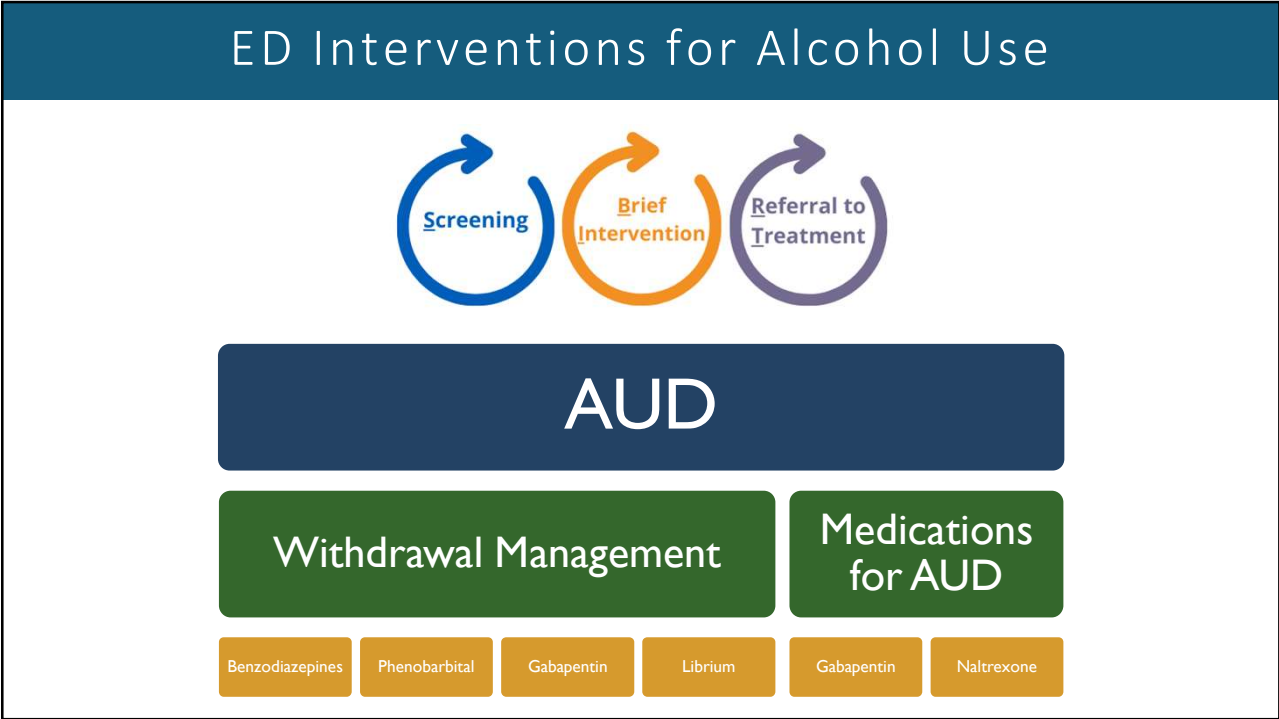 ED Interventions for Alcohol Use
Screening
Brief
Intervention
Referral to
Treatment
AUD
Withdrawal Management
Medications
for AUD
Benzodiazepines
Phenobarbital
Gabapentin
Librium
Gabapentin
Naltrexone